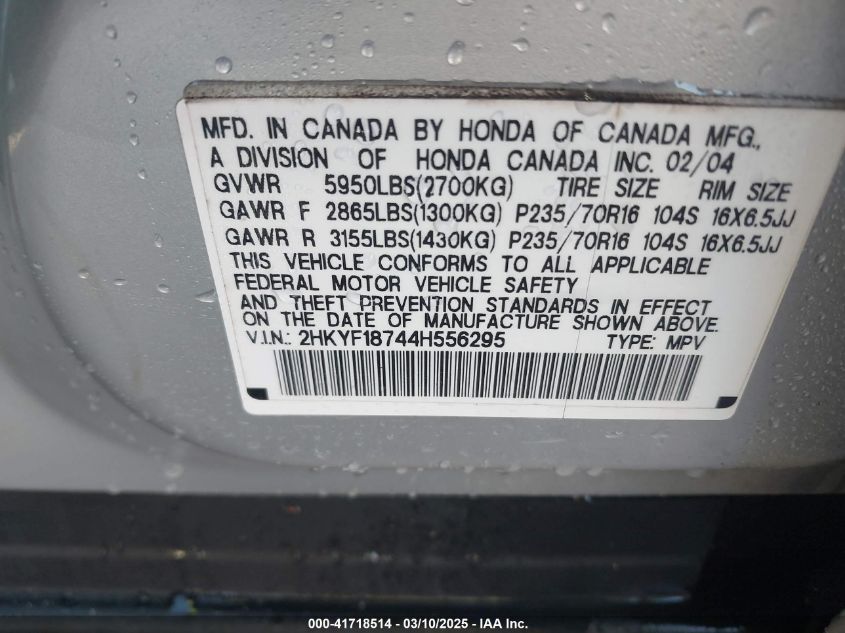 MFD. IN CANADA BY HONDA OF CANADA MFG.,
A DIVISION OF HONDA CANADA INC. 02/04
GVWR 5950LBS(2700KG) TIRE SIZE RIM SIZE
GAWR F 2865LBS(1300KG) P235/70R16 104S 16X6.5JJ
GAWR R 3155LBS(1430KG) P235/70R16 104S 16X6.5JJ
THIS VEHICLE CONFORMS TO ALL APPLICABLE
FEDERAL MOTOR VEHICLE SAFETY
AND THEFT PREVENTION STANDARDS IN EFFECT
ON THE DATE OF MANUFACTURE SHOWN ABOVE.
V.I.N.: 2HKYF18744H556295 TYPE: MPV
000-41718514 - 03/10/2025 - IAA Inc.